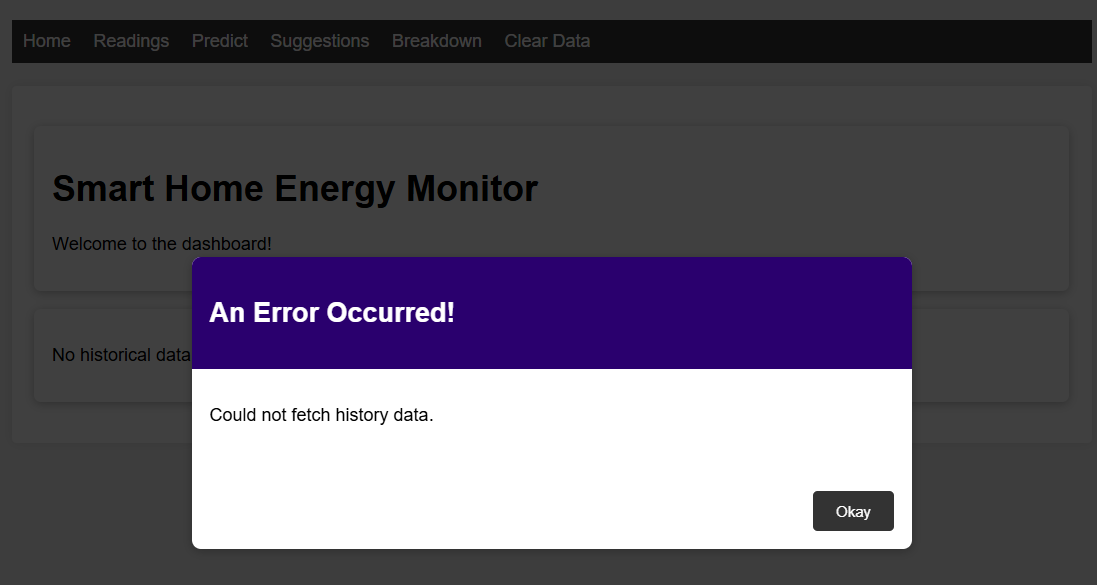 Home Readings Predict Suggestions Breakdown Clear Data
Smart Home Energy Monitor
Welcome to the dashboard!
An Error Occurred!
No historical data
Could not fetch history data.
Okay